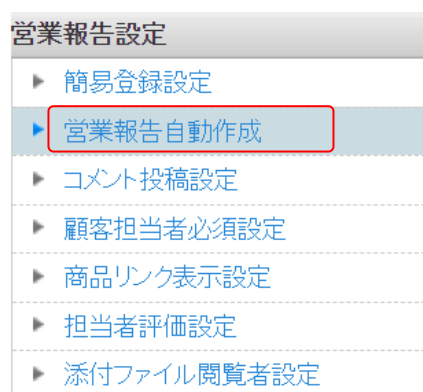 営業報告設定
簡易登録設定
営業報告自動作成
コメント投稿設定
顧客担当者必須設定
商品リンク表示設定
担当者評価設定
添付ファイル閲覧者設定